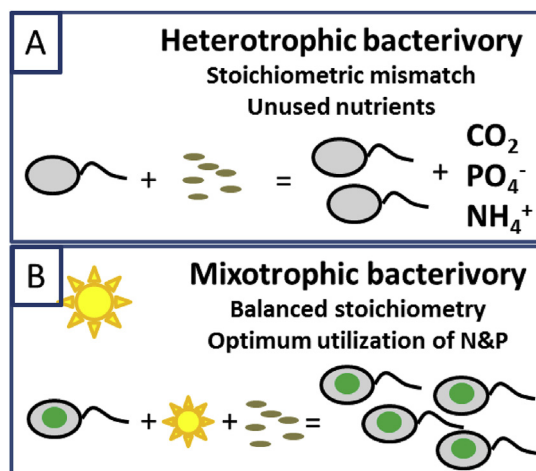 A
Heterotrophic bacterivory
Stoichiometric mismatch
Unused nutrients
+ = +
CO₂
PO₄⁻
NH₄⁺
B
Mixotrophic bacterivory
Balanced stoichiometry
Optimum utilization of N&P
+ + =